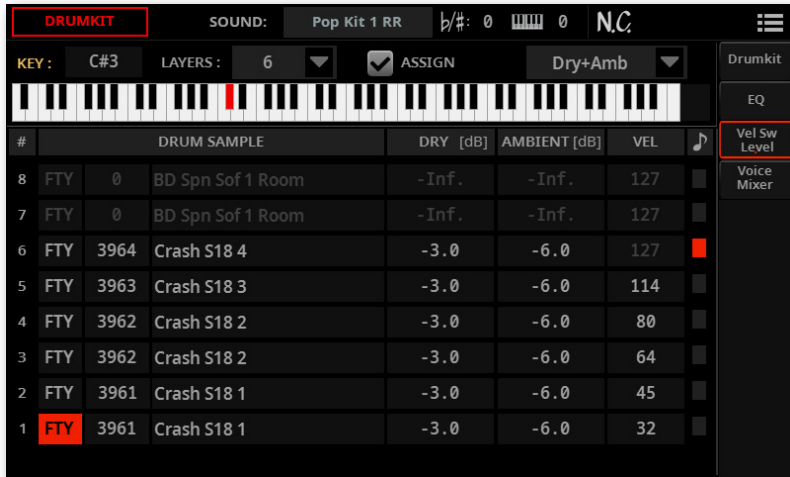 DRUMKIT SOUND: Pop Kit 1 RR ♭/#: 0 0 N.C.
KEY: C#3 LAYERS: 6 ASSIGN Dry+Amb
Drumkit
EQ
Vel Sw
Level
Voice
Mixer
# DRUM SAMPLE DRY [dB] AMBIENT [dB] VEL ♪
8 FTY 0 BD Spn Sof 1 Room -Inf. -Inf. 127
7 FTY 0 BD Spn Sof 1 Room -Inf. -Inf. 127
6 FTY 3964 Crash S18 4 -3.0 -6.0 127
5 FTY 3963 Crash S18 3 -3.0 -6.0 114
4 FTY 3962 Crash S18 2 -3.0 -6.0 80
3 FTY 3962 Crash S18 2 -3.0 -6.0 64
2 FTY 3961 Crash S18 1 -3.0 -6.0 45
1 FTY 3961 Crash S18 1 -3.0 -6.0 32